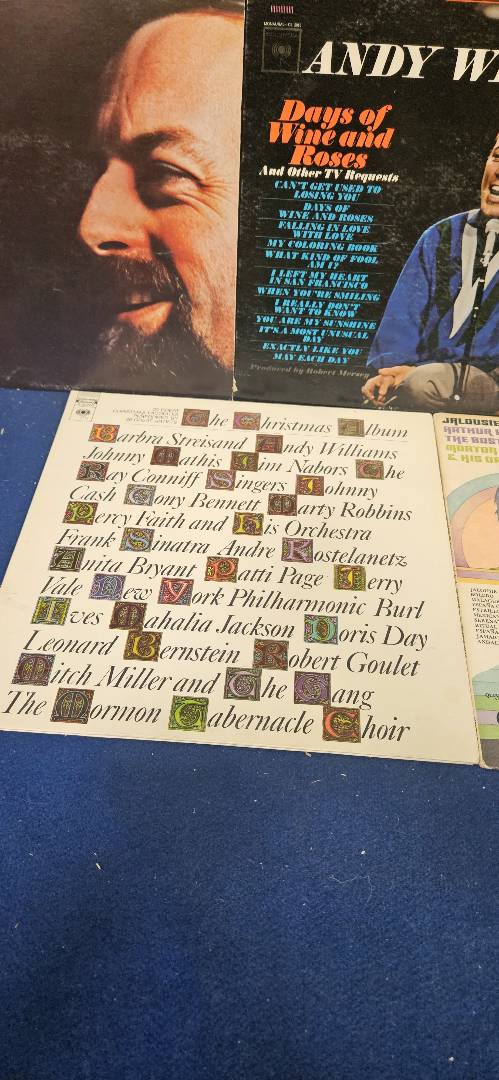 MONAURAL-CL
ANDY
Days of
Wine and
Roses
And Other TV Requests
CAN'T GET USED TO
LOSING YOU
DAYS OF
WINE AND ROSES
FALLING IN LOVE
WITH LOVE
MY COLORING BOOK
WHAT KIND OF FOOL
AM I?
I LEFT MY HEART
IN SAN FRANCISCO
WHEN YOU'RE SMILING
I REALLY DON'T
WANT TO KNOW
YOU ARE MY SUNSHINE
IT'S A MOST UNUSUAL
DAY
EXACTLY LIKE YOU
MAY EACH DAY
Produced by Robert Mersey
The Christmas Album
Barbra Streisand Andy Williams
Johnny Mathis Jim Nabors The
Ray Conniff Singers Johnny
Cash Tony Bennett Marty Robbins
Percy Faith and His Orchestra
Frank Sinatra Andre Kostelanetz
Anita Bryant Patti Page Jerry
Vale New York Philharmonic Burl
Ives Mahalia Jackson Doris Day
Leonard Bernstein Robert Goulet
Mitch Miller and The Gang
The Mormon Tabernacle Choir
JALOUSIE
ARTHUR
THE BOST
MORTON
& HIS OR